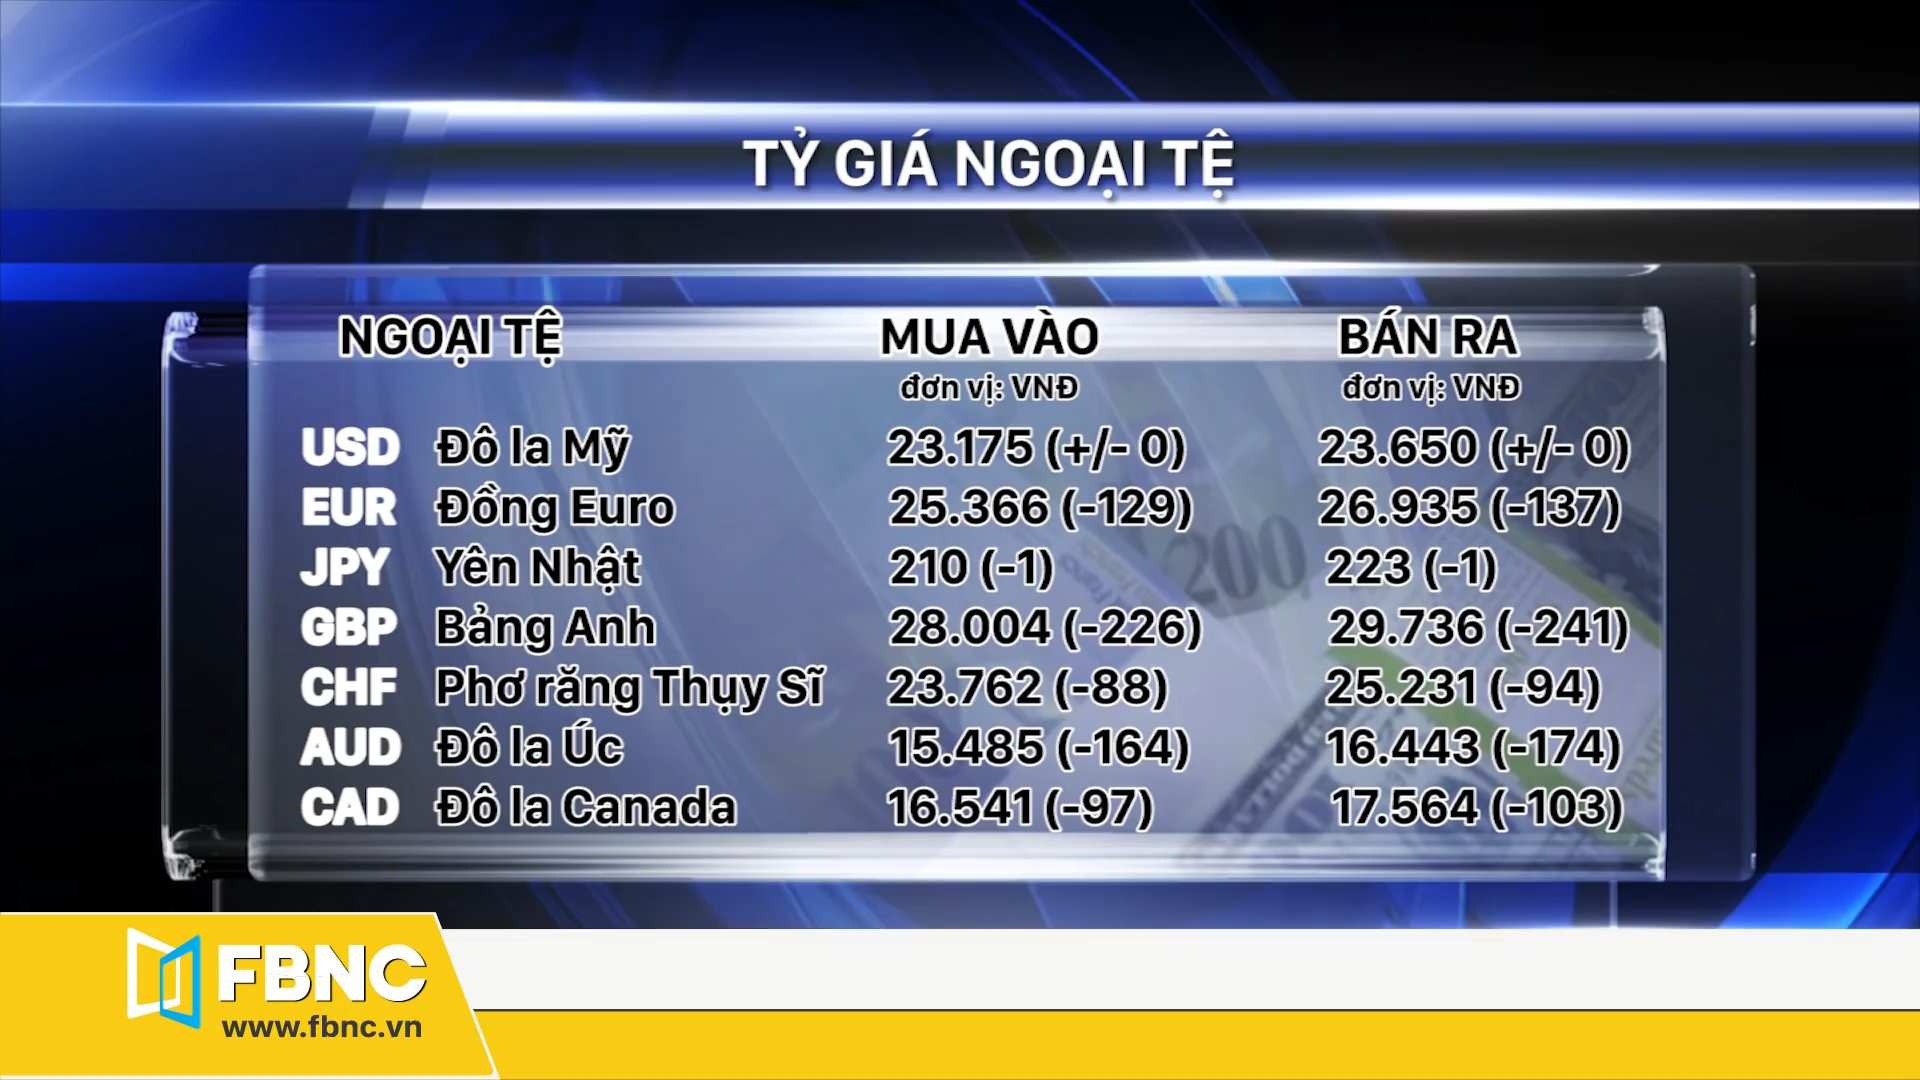 TỶ GIÁ NGOẠI TỆ
NGOẠI TỆ MUA VÀO BÁN RA
đơn vị: VNĐ đơn vị: VNĐ
USD Đô la Mỹ 23.175 (+/- 0) 23.650 (+/- 0)
EUR Đồng Euro 25.366 (-129) 26.935 (-137)
JPY Yên Nhật 210 (-1) 223 (-1)
GBP Bảng Anh 28.004 (-226) 29.736 (-241)
CHF Phơ răng Thụy Sĩ 23.762 (-88) 25.231 (-94)
AUD Đô la Úc 15.485 (-164) 16.443 (-174)
CAD Đô la Canada 16.541 (-97) 17.564 (-103)
200
FBNC
www.fbnc.vn